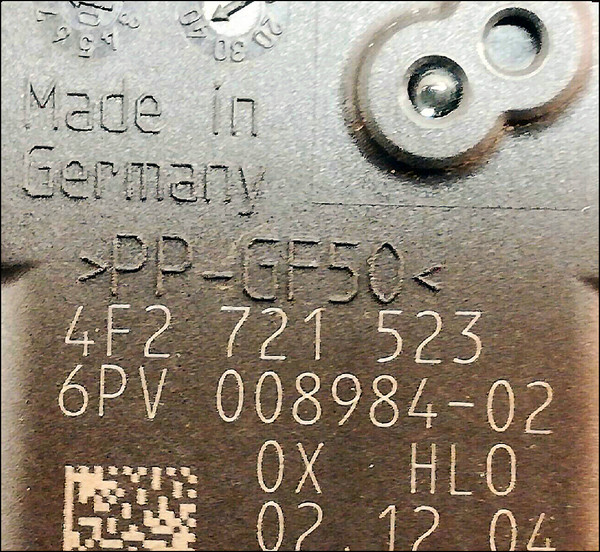 Made in
Germany
>PP-GF50<
4F2 721 523
6PV 008984-02
0X HL0
02.12.04